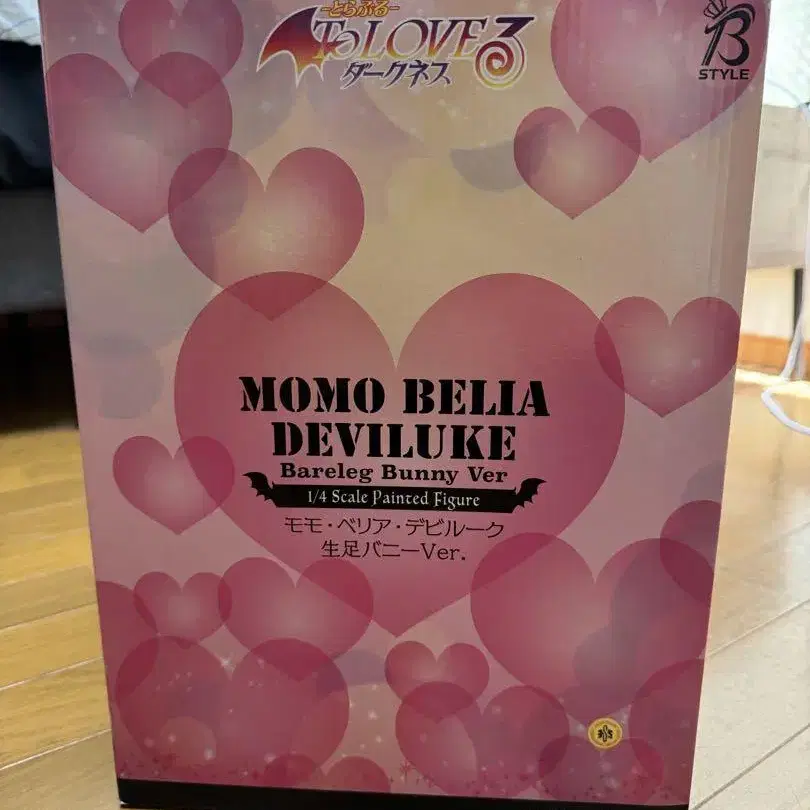 -とらぶる-
To LOVEる
ダークネス
B
STYLE
MOMO BELIA
DEVILUKE
Bareleg Bunny Ver
1/4 Scale Painted Figure
モモ・ベリア・デビルーク
生足バニーVer.